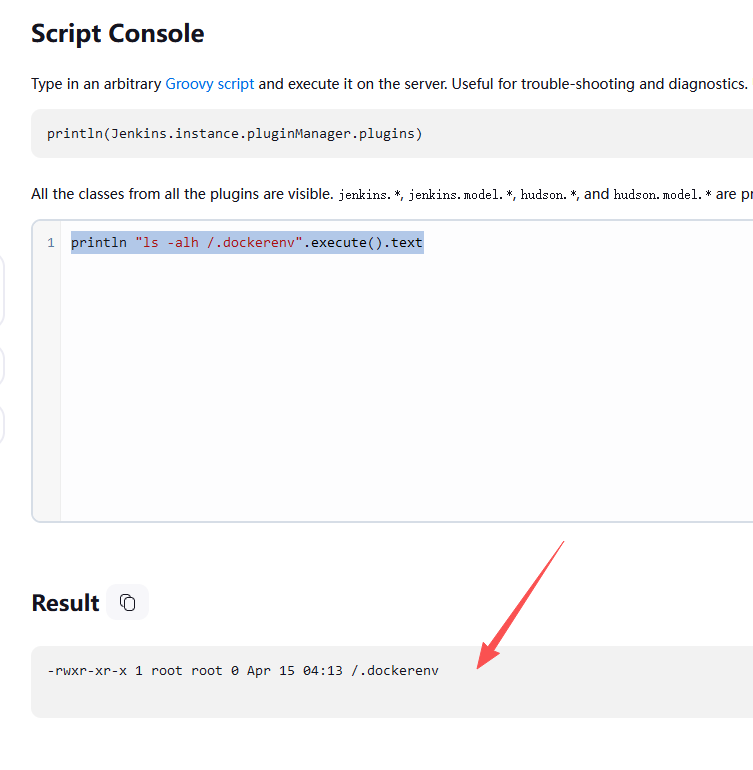 Script Console
Type in an arbitrary Groovy script and execute it on the server. Useful for trouble-shooting and diagnostics.
println(Jenkins.instance.pluginManager.plugins)
All the classes from all the plugins are visible. jenkins.*, jenkins.model.*, hudson.*, and hudson.model.* are
1 println "ls -alh /.dockerenv".execute().text
Result
-rwxr-xr-x 1 root root 0 Apr 15 04:13 /.dockerenv